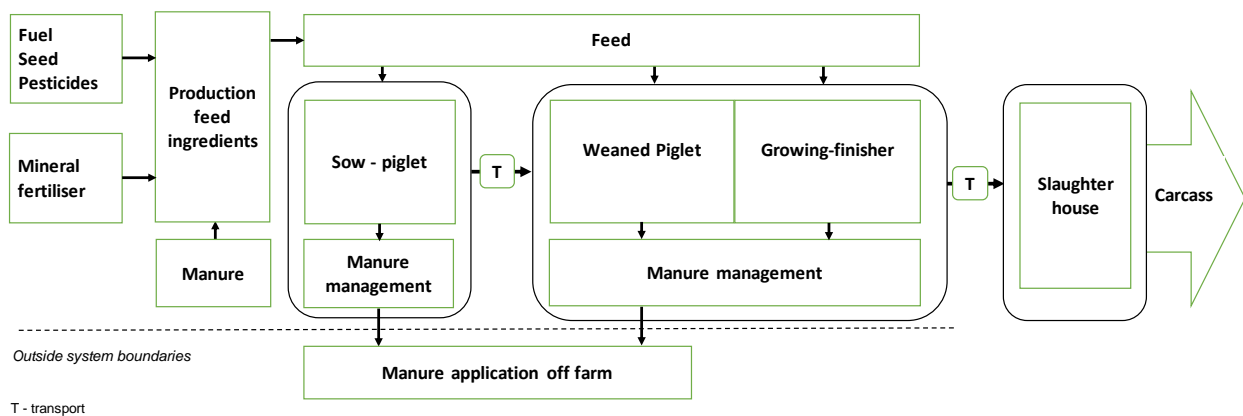 Fuel
Seed
Pesticides
Mineral
fertiliser
Production
feed
ingredients
Manure
Feed
Sow - piglet
Manure
management
T
Weaned Piglet
Growing-finisher
Manure management
T
Slaughter
house
Carcass
Outside system boundaries
Manure application off farm
T - transport